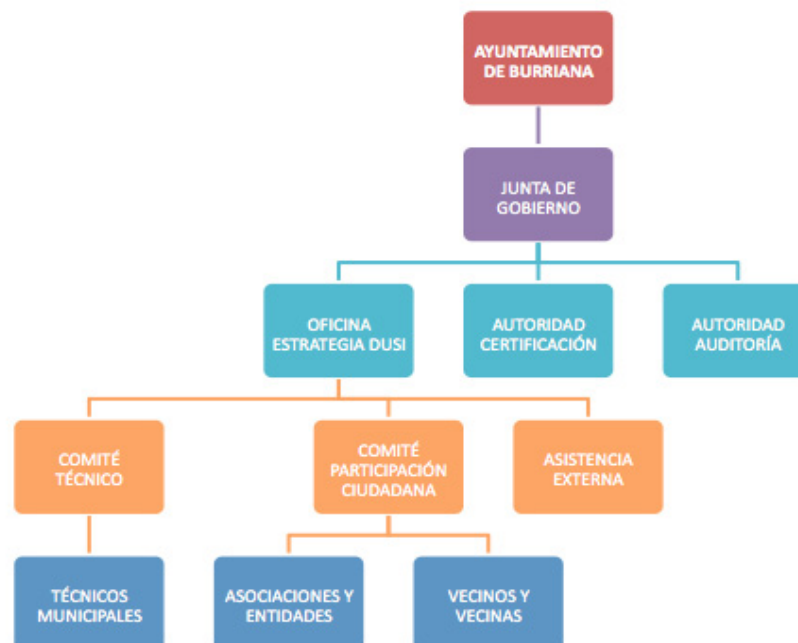 AYUNTAMIENTO
DE BURRIANA
JUNTA DE
GOBIERNO
OFICINA
ESTRATEGIA DUSI
AUTORIDAD
CERTIFICACIÓN
AUTORIDAD
AUDITORÍA
COMITÉ
TÉCNICO
COMITÉ
PARTICIPACIÓN
CIUDADANA
ASISTENCIA
EXTERNA
TÉCNICOS
MUNICIPALES
ASOCIACIONES Y
ENTIDADES
VECINOS Y
VECINAS